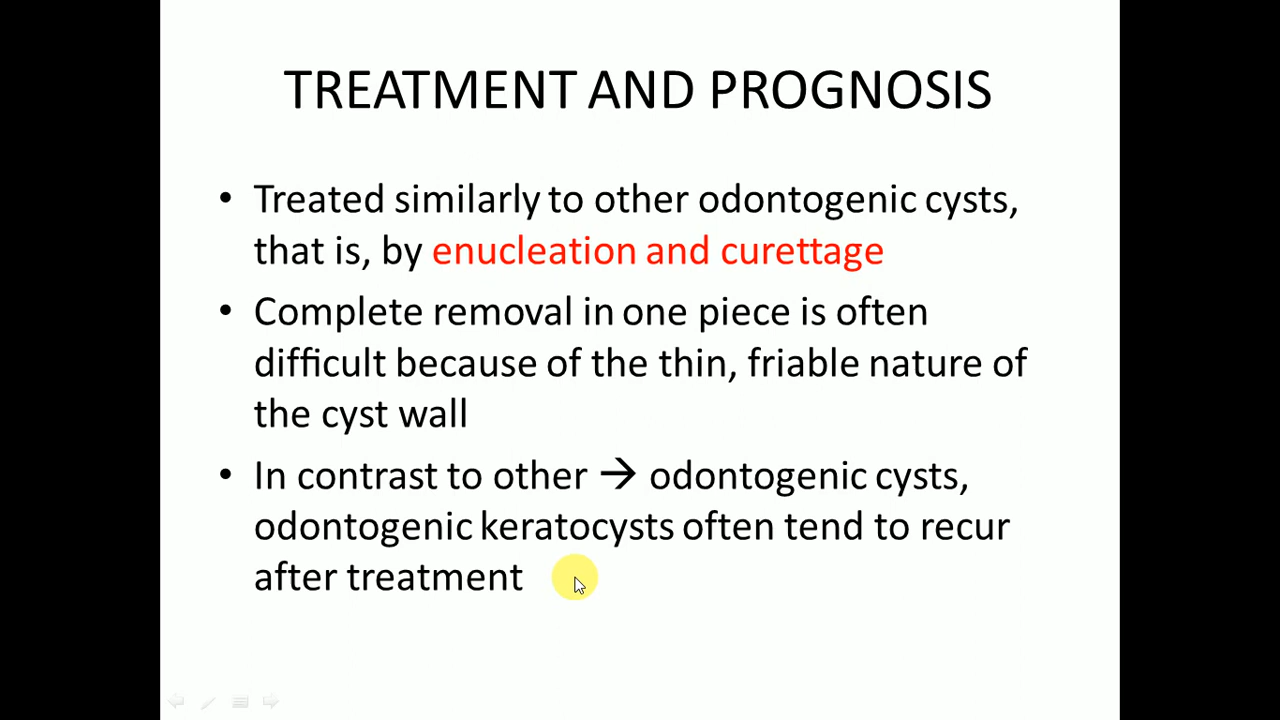 TREATMENT AND PROGNOSIS
• Treated similarly to other odontogenic cysts,
that is, by enucleation and curettage
• Complete removal in one piece is often
difficult because of the thin, friable nature of
the cyst wall
• In contrast to other → odontogenic cysts,
odontogenic keratocysts often tend to recur
after treatment